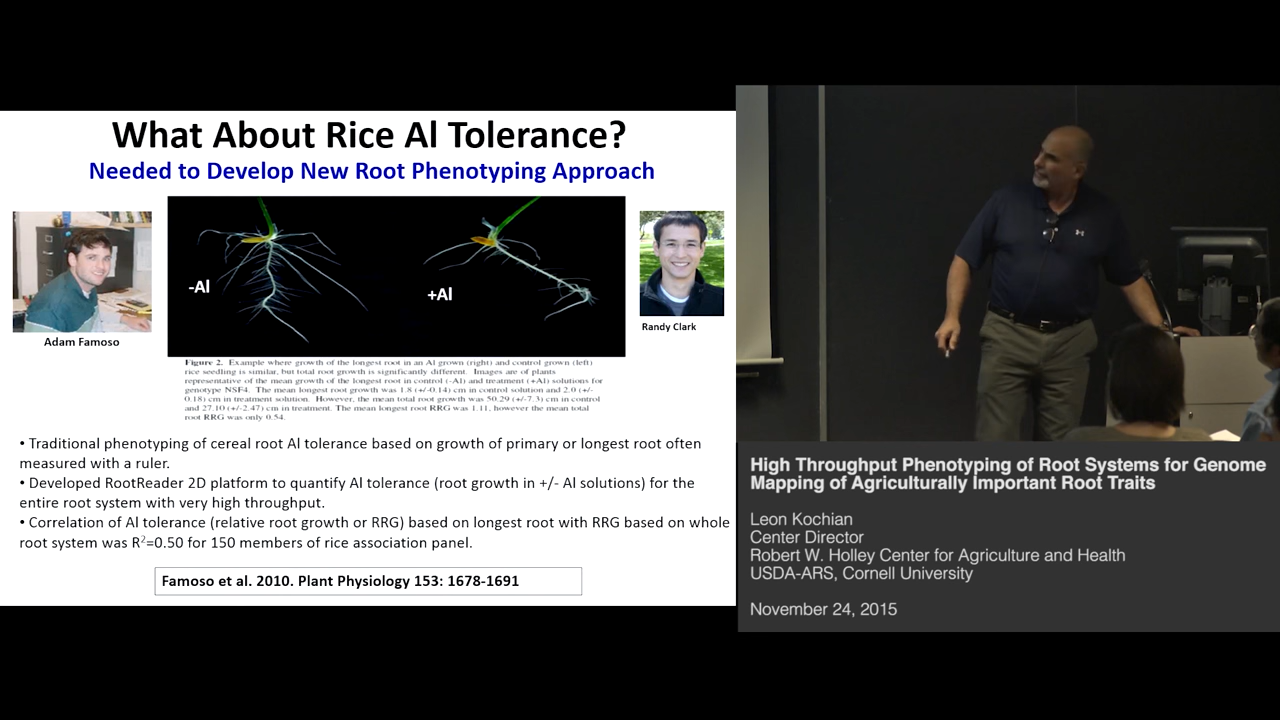 What About Rice Al Tolerance?
Needed to Develop New Root Phenotyping Approach
-Al
+Al
Adam Famoso
Randy Clark
Figure 2. Example where growth of the longest root in an Al grown (right) and control grown (left)
rice seedling is similar, but total root growth is significantly different. Images are of plants
representative of the mean growth of the longest root in control (-Al) and treatment (+Al) solutions for
genotype NSF4. The mean longest root growth was 1.8 (+/-0.14) cm in control solution and 2.0 (+/-
0.18) cm in treatment solution. However, the mean total root growth was 50.29 (+/-7.3) cm in control
and 27.10 (+/-2.47) cm in treatment. The mean longest root RRG was 1.11, however the mean total
root RRG was only 0.54.
• Traditional phenotyping of cereal root Al tolerance based on growth of primary or longest root often
measured with a ruler.
• Developed RootReader 2D platform to quantify Al tolerance (root growth in +/- Al solutions) for the
entire root system with very high throughput.
• Correlation of Al tolerance (relative root growth or RRG) based on longest root with RRG based on whole
root system was R²=0.50 for 150 members of rice association panel.
Famoso et al. 2010. Plant Physiology 153: 1678-1691
High Throughput Phenotyping of Root Systems for Genome
Mapping of Agriculturally Important Root Traits
Leon Kochian
Center Director
Robert W. Holley Center for Agriculture and Health
USDA-ARS, Cornell University
November 24, 2015